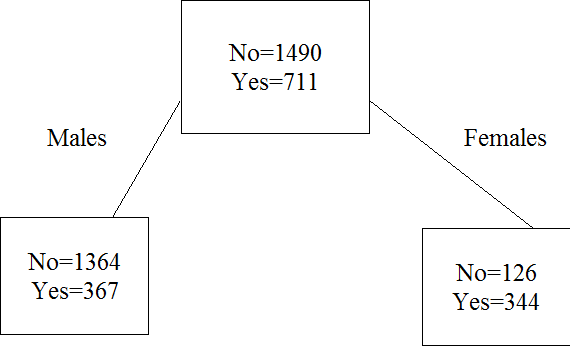 No=1490
Yes=711
Males
Females
No=1364
Yes=367
No=126
Yes=344